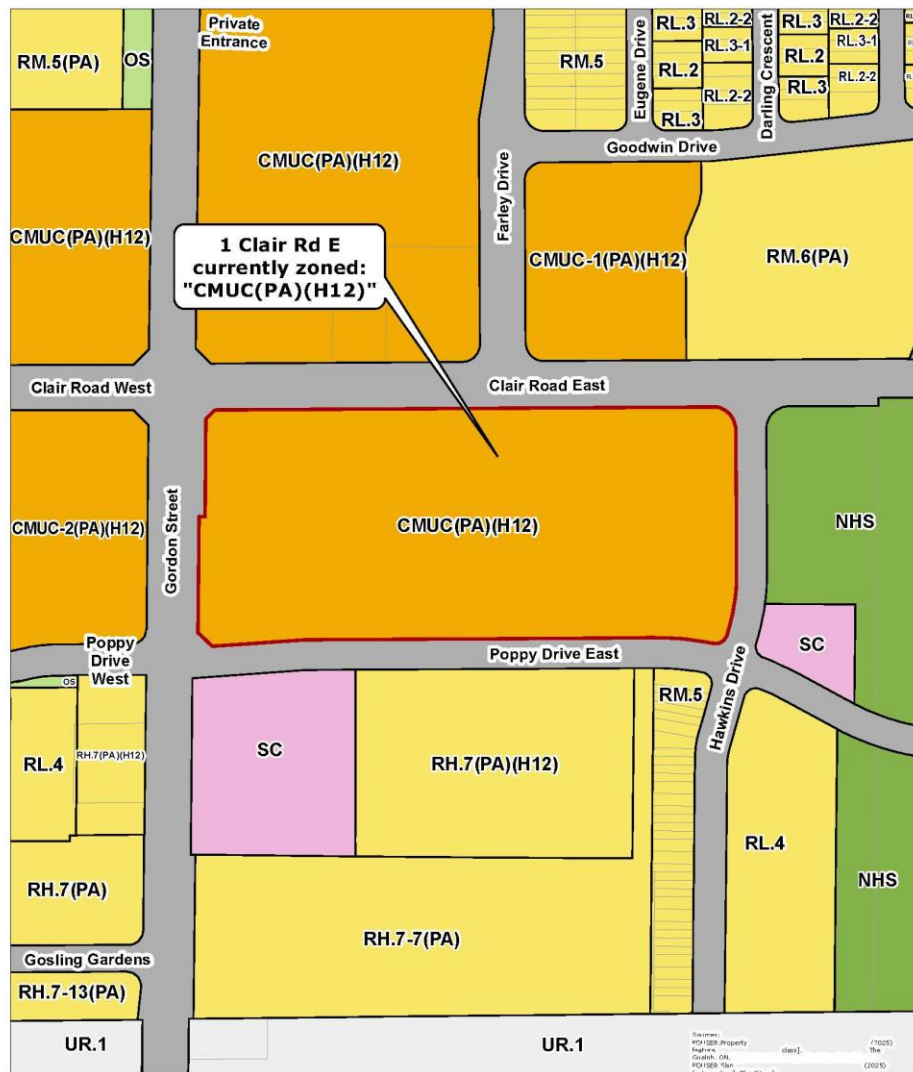 Private
Entrance
RM.5(PA)
OS
RM.5
Eugene Drive
RL.3
RL.2-2
RL.3-1
RL.2
RL.2-2
RL.3
Darling Crescent
RL.3
RL.2-2
RL.3-1
RL.2
RL.2-2
RL.3
Goodwin Drive
CMUC(PA)(H12)
CMUC(PA)(H12)
Farley Drive
CMUC-1(PA)(H12)
RM.6(PA)
1 Clair Rd E
currently zoned:
"CMUC(PA)(H12)"
Clair Road West
Clair Road East
CMUC-2(PA)(H12)
Gordon Street
CMUC(PA)(H12)
NHS
SC
Poppy
Drive
West
Poppy Drive East
Hawkins Drive
OS
RL.4
RH.7(PA)(H12)
SC
RH.7(PA)(H12)
RM.5
RL.4
NHS
RH.7(PA)
RH.7-7(PA)
Gosling Gardens
RH.7-13(PA)
UR.1
UR.1
Sources:
class]. The
Guelph, ON.
(2025)